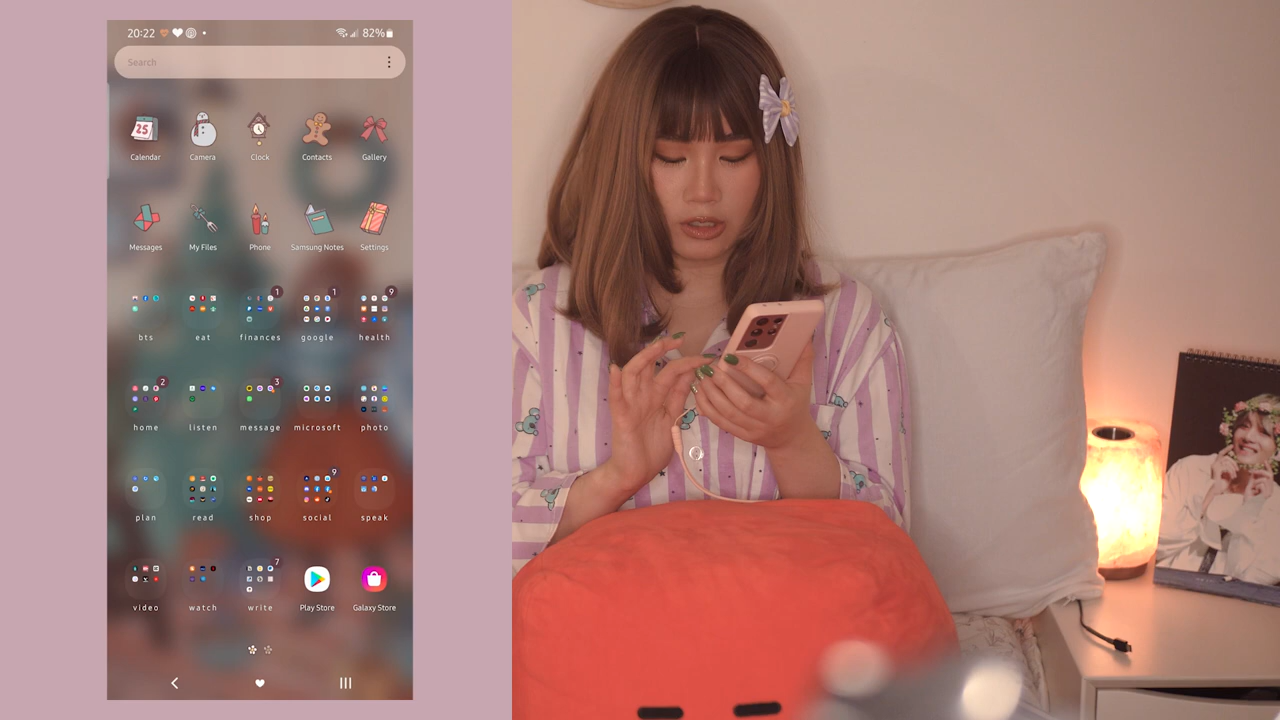 20:22 82%
Search
25
Calendar Camera Clock Contacts Gallery
Messages My Files Phone Samsung Notes Settings
1 1 9
bts eat finances google health
2 3
home listen message microsoft photo
9
plan read shop social speak
7
video watch write Play Store Galaxy Store